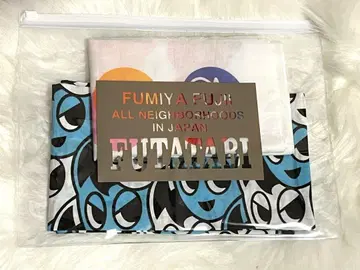 FUMIYA FUJII
ALL NEIGHBORHOODS
IN JAPAN
FUTATABI